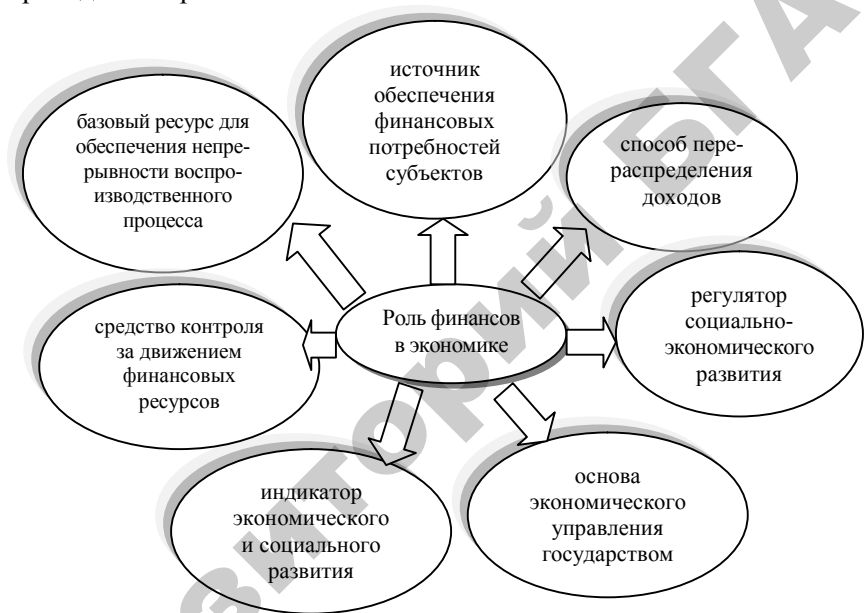 источник
обеспечения
финансовых
потребностей
субъектов
базовый ресурс для
обеспечения непре-
рывности воспро-
изводственного
процесса
способ пере-
распределения
доходов
средство контроля
за движением
финансовых
ресурсов
Роль финансов
в экономике
регулятор
социально-
экономического
развития
индикатор
экономического
и социального
развития
основа
экономического
управления
государством